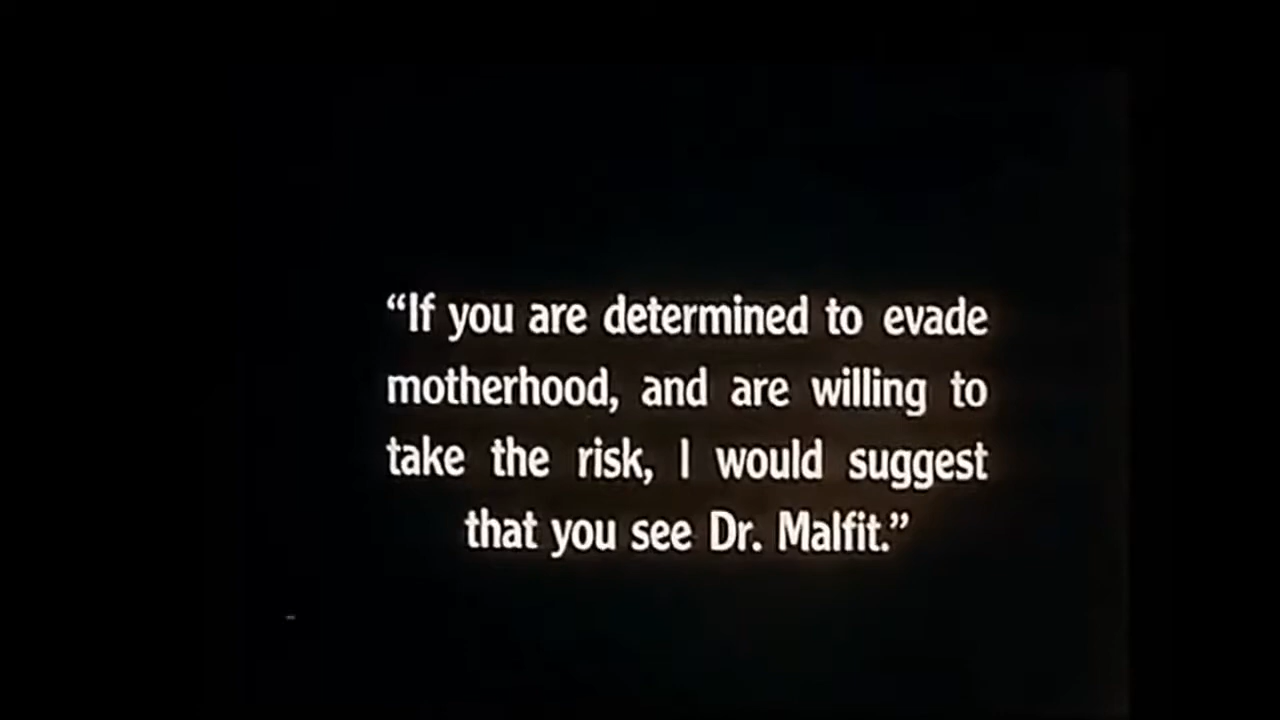 “If you are determined to evade
motherhood, and are willing to
take the risk, I would suggest
that you see Dr. Malfit.”